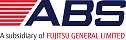 ABS
A subsidiary of FUJITSU GENERAL LIMITED